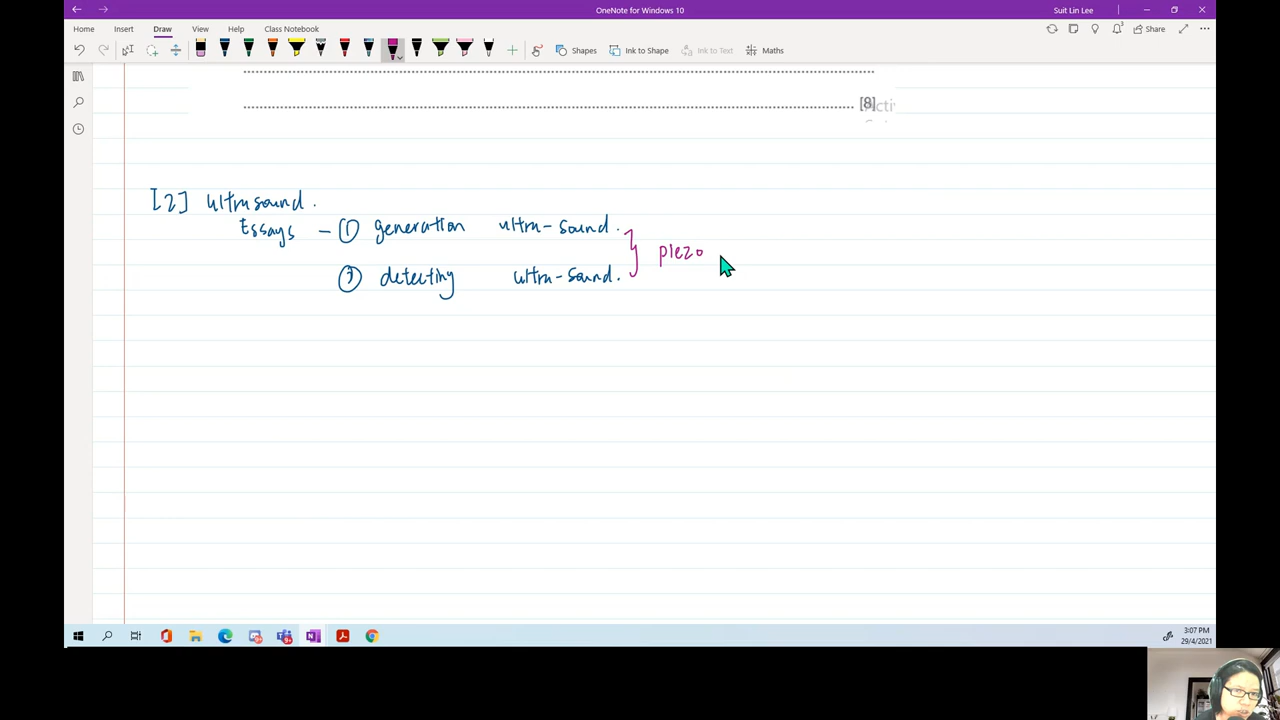 OneNote for Windows 10
Suit Lin Lee
Home Insert Draw View Help Class Notebook
Share
Shapes Ink to Shape Ink to Text Maths
[8]
Acti
[2] ultrasound.
Essays - ① generation ultra-sound.
piezo
detecting ultra-sound.
3:07 PM
29/4/2021